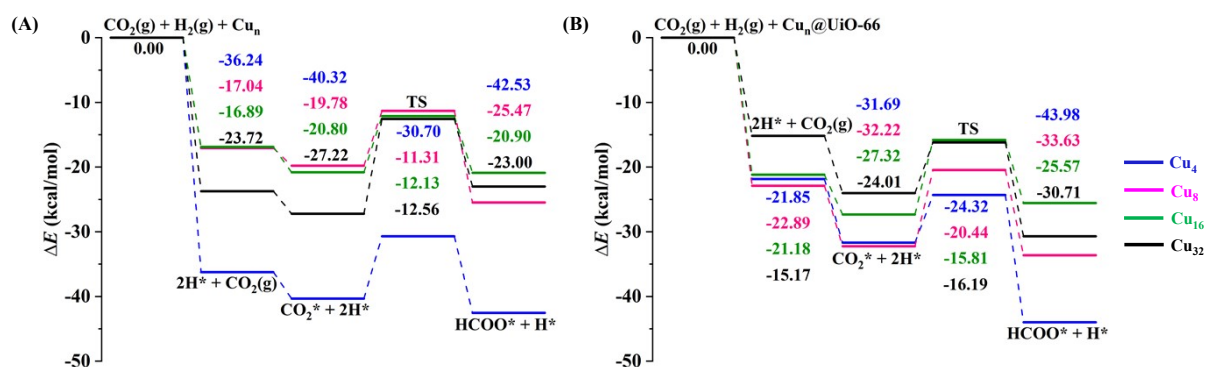 (A)
CO₂(g) + H₂(g) + Cuₙ
0.00
0
-10
-20
-30
-40
-50
ΔE (kcal/mol)
-36.24
-17.04
-16.89
-23.72
2H* + CO₂(g)
-40.32
-19.78
-20.80
-27.22
CO₂* + 2H*
TS
-30.70
-11.31
-12.13
-12.56
-42.53
-25.47
-20.90
-23.00
HCOO* + H*
(B)
CO₂(g) + H₂(g) + Cuₙ@UiO-66
0.00
0
-10
-20
-30
-40
-50
ΔE (kcal/mol)
2H* + CO₂(g)
-21.85
-22.89
-21.18
-15.17
-31.69
-32.22
-27.32
-24.01
CO₂* + 2H*
TS
-24.32
-20.44
-15.81
-16.19
-43.98
-33.63
-25.57
-30.71
HCOO* + H*
Cu₄
Cu₈
Cu₁₆
Cu₃₂